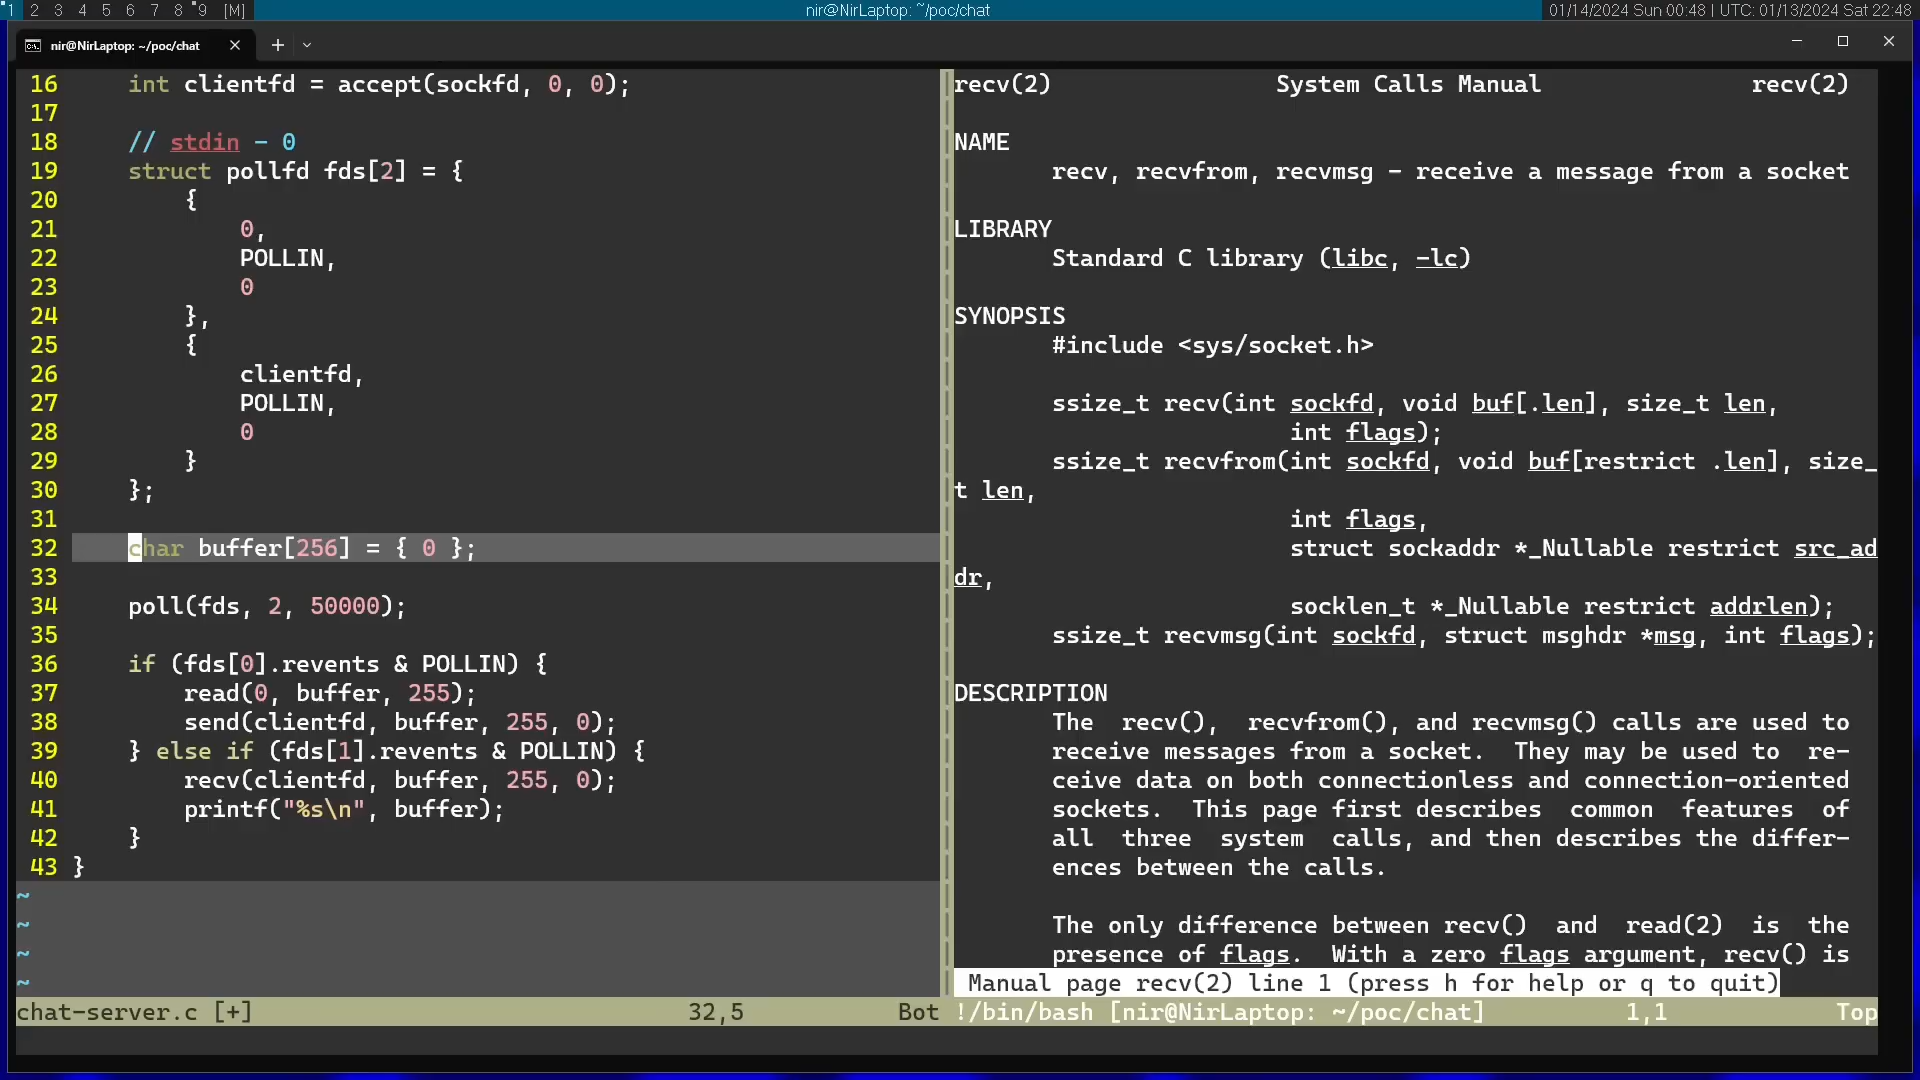 1 2 3 4 5 6 7 8 9 [M] nir@NirLaptop: ~/poc/chat 01/14/2024 Sun 00:48 | UTC: 01/13/2024 Sat 22:48
nir@NirLaptop: ~/poc/chat
16 int clientfd = accept(sockfd, 0, 0);
17
18 // stdin - 0
19 struct pollfd fds[2] = {
20 {
21 0,
22 POLLIN,
23 0
24 },
25 {
26 clientfd,
27 POLLIN,
28 0
29 }
30 };
31
32 char buffer[256] = { 0 };
33
34 poll(fds, 2, 50000);
35
36 if (fds[0].revents & POLLIN) {
37 read(0, buffer, 255);
38 send(clientfd, buffer, 255, 0);
39 } else if (fds[1].revents & POLLIN) {
40 recv(clientfd, buffer, 255, 0);
41 printf("%s\n", buffer);
42 }
43 }
~
~
~
~
chat-server.c [+] 32,5 Bot
recv(2) System Calls Manual recv(2)
NAME
recv, recvfrom, recvmsg - receive a message from a socket
LIBRARY
Standard C library (libc, -lc)
SYNOPSIS
#include <sys/socket.h>
ssize_t recv(int sockfd, void buf[.len], size_t len,
int flags);
ssize_t recvfrom(int sockfd, void buf[restrict .len], size_
t len,
int flags,
struct sockaddr *_Nullable restrict src_ad
dr,
socklen_t *_Nullable restrict addrlen);
ssize_t recvmsg(int sockfd, struct msghdr *msg, int flags);
DESCRIPTION
The recv(), recvfrom(), and recvmsg() calls are used to
receive messages from a socket. They may be used to re-
ceive data on both connectionless and connection-oriented
sockets. This page first describes common features of
all three system calls, and then describes the differ-
ences between the calls.
The only difference between recv() and read(2) is the
presence of flags. With a zero flags argument, recv() is
Manual page recv(2) line 1 (press h for help or q to quit)
!/bin/bash [nir@NirLaptop: ~/poc/chat] 1,1 Top